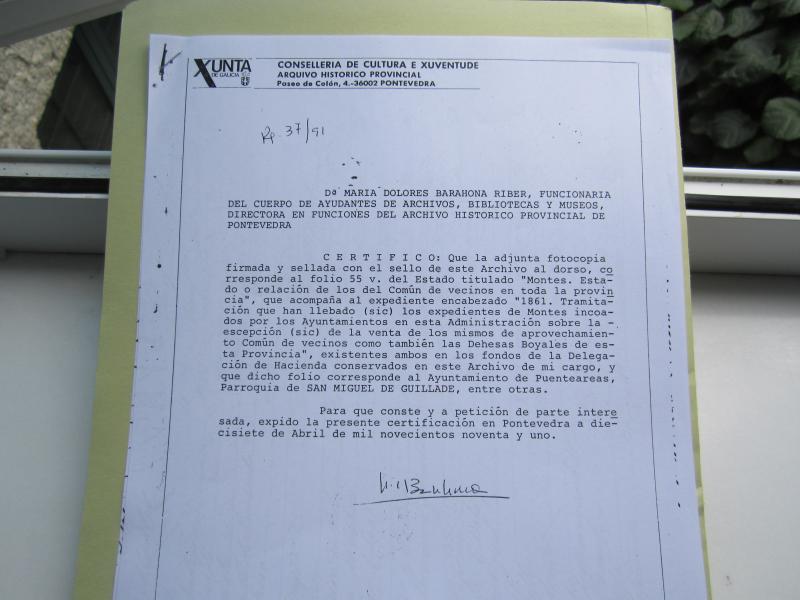 XUNTA
DE GALICIA
CONSELLERIA DE CULTURA E XUVENTUDE
ARQUIVO HISTORICO PROVINCIAL
Paseo de Colón, 4.-36002 PONTEVEDRA
37/91
Dª MARIA DOLORES BARAHONA RIBER, FUNCIONARIA
DEL CUERPO DE AYUDANTES DE ARCHIVOS, BIBLIOTECAS Y MUSEOS,
DIRECTORA EN FUNCIONES DEL ARCHIVO HISTORICO PROVINCIAL DE
PONTEVEDRA
C E R T I F I C O: Que la adjunta fotocopia
firmada y sellada con el sello de este Archivo al dorso, co
rresponde al folio 55 v. del Estado titulado "Montes. Esta-
do o relación de los del Común de vecinos en toda la provin
cia", que acompaña al expediente encabezado "1861. Tramita-
ción que han llebado (sic) los expedientes de Montes incoa-
dos por los Ayuntamientos en esta Administración sobre la -
escepción (sic) de la venta de los mismos de aprovechamien-
to Común de vecinos como también las Dehesas Boyales de es-
ta Provincia", existentes ambos en los fondos de la Delega-
ción de Hacienda conservados en este Archivo de mi cargo, y
que dicho folio corresponde al Ayuntamiento de Puenteareas,
Parroquia de SAN MIGUEL DE GUILLADE, entre otras.
Para que conste y a petición de parte intere
sada, expido la presente certificación en Pontevedra a die-
cisiete de Abril de mil novecientos noventa y uno.